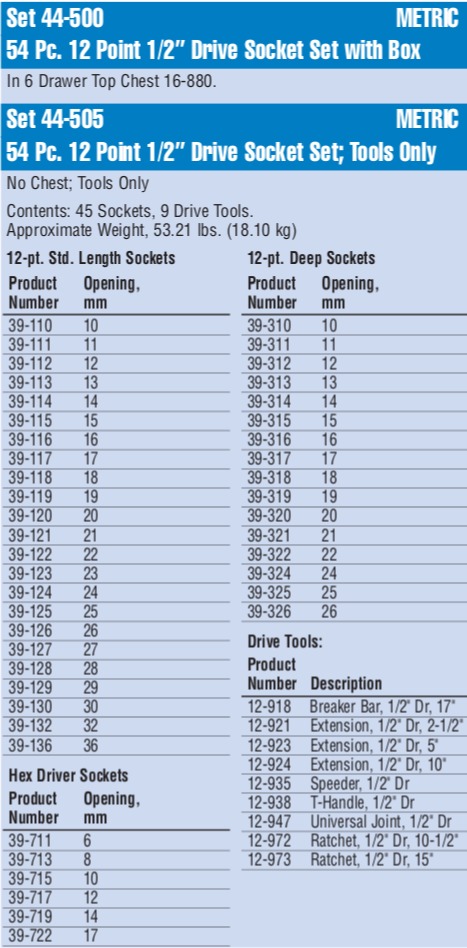 Set 44-500 METRIC
54 Pc. 12 Point 1/2" Drive Socket Set with Box
In 6 Drawer Top Chest 16-880.
Set 44-505 METRIC
54 Pc. 12 Point 1/2" Drive Socket Set; Tools Only
No Chest; Tools Only
Contents: 45 Sockets, 9 Drive Tools.
Approximate Weight, 53.21 lbs. (18.10 kg)
12-pt. Std. Length Sockets
Product Opening,
Number mm
39-110 10
39-111 11
39-112 12
39-113 13
39-114 14
39-115 15
39-116 16
39-117 17
39-118 18
39-119 19
39-120 20
39-121 21
39-122 22
39-123 23
39-124 24
39-125 25
39-126 26
39-127 27
39-128 28
39-129 29
39-130 30
39-132 32
39-136 36
Hex Driver Sockets
Product Opening,
Number mm
39-711 6
39-713 8
39-715 10
39-717 12
39-719 14
39-722 17
12-pt. Deep Sockets
Product Opening,
Number mm
39-310 10
39-311 11
39-312 12
39-313 13
39-314 14
39-315 15
39-316 16
39-317 17
39-318 18
39-319 19
39-320 20
39-321 21
39-322 22
39-324 24
39-325 25
39-326 26
Drive Tools:
Product
Number Description
12-918 Breaker Bar, 1/2" Dr, 17"
12-921 Extension, 1/2" Dr, 2-1/2"
12-923 Extension, 1/2" Dr, 5"
12-924 Extension, 1/2" Dr, 10"
12-935 Speeder, 1/2" Dr
12-938 T-Handle, 1/2" Dr
12-947 Universal Joint, 1/2" Dr
12-972 Ratchet, 1/2" Dr, 10-1/2"
12-973 Ratchet, 1/2" Dr, 15"